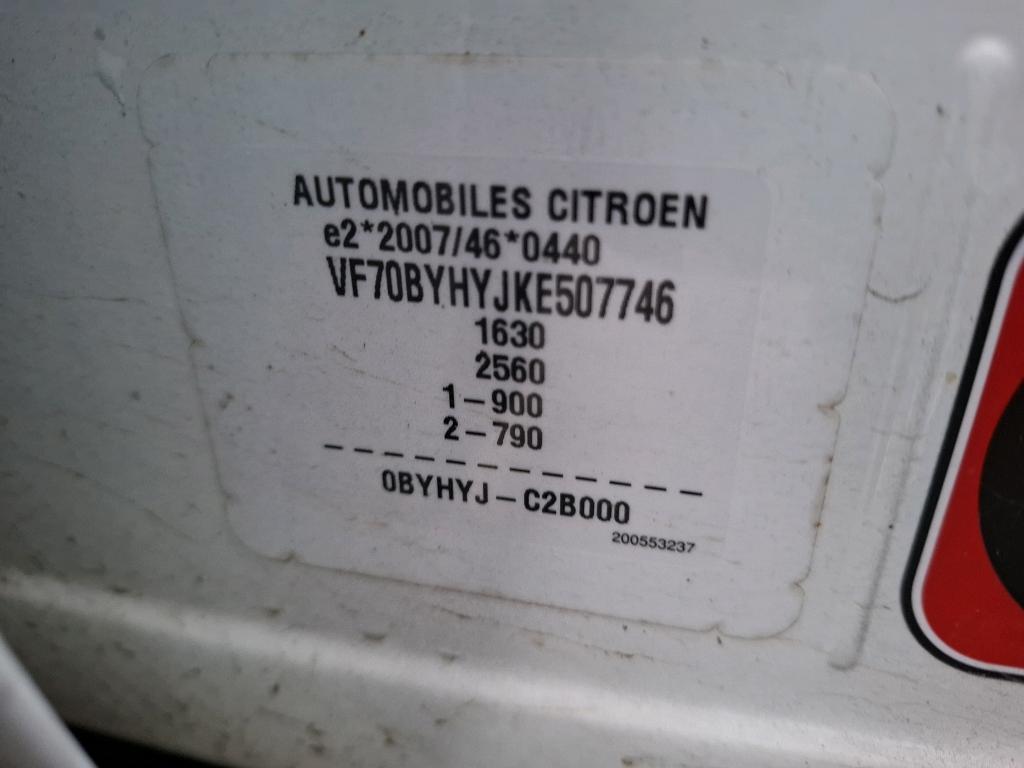 AUTOMOBILES CITROEN
e2*2007/46*0440
VF70BYHYJKE507746
1630
2560
1-900
2-790
------------
0BYHYJ-C2B000
200553237